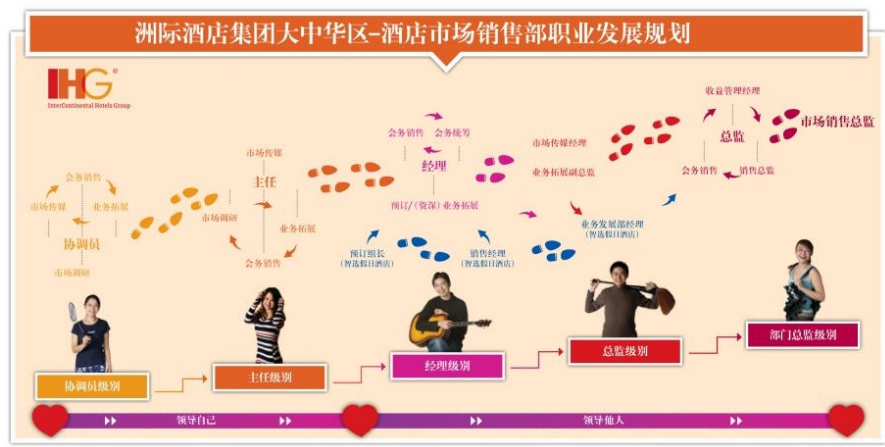 洲际酒店集团大中华区-酒店市场销售部职业发展规划
IHG®
InterContinental Hotels Group
会务销售
市场传媒
业务拓展
协调员
市场调研
市场传媒
主任
市场调研
业务拓展
会务销售
会务销售
会务统筹
经理
预订/(资深)业务拓展
预订组长
(智选假日酒店)
销售经理
(智选假日酒店)
市场传媒经理
业务拓展副总监
业务发展部经理
(智选假日酒店)
收益管理经理
总监
会务销售
销售总监
市场销售总监
协调员级别
主任级别
经理级别
总监级别
部门总监级别
领导自己
领导他人